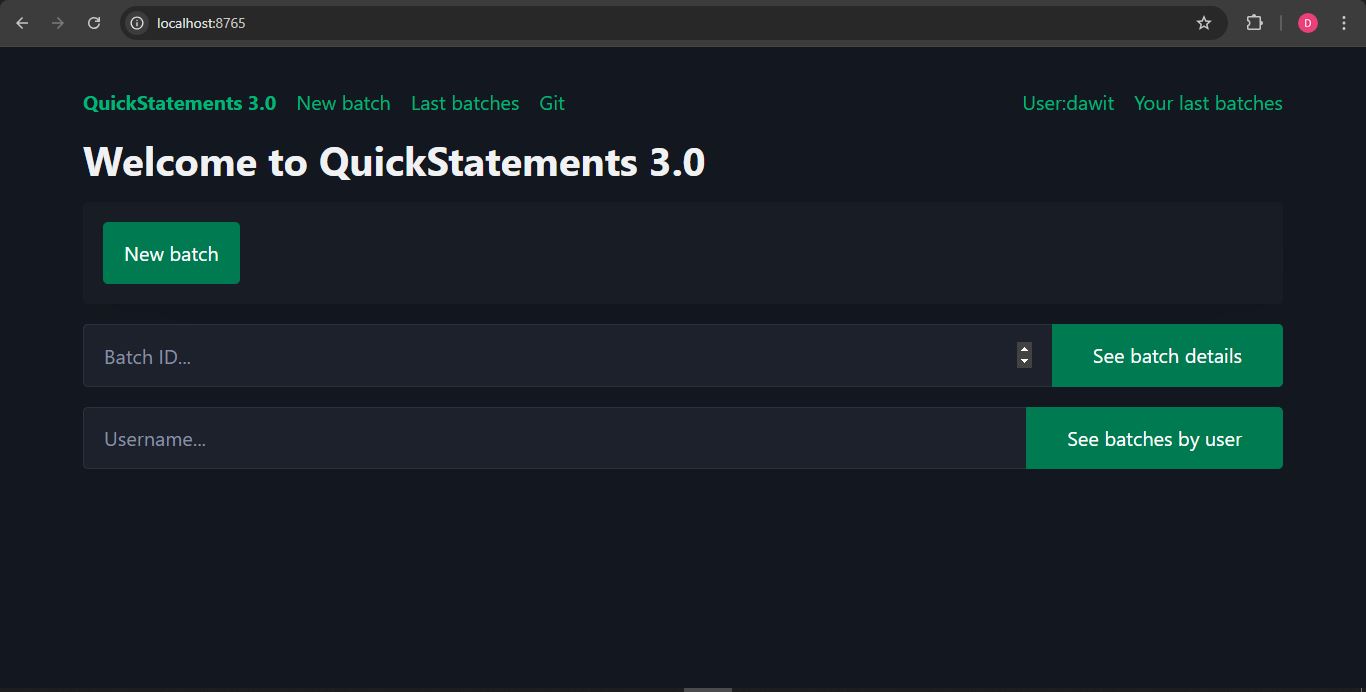 localhost:8765
D
QuickStatements 3.0 New batch Last batches Git User:dawit Your last batches
Welcome to QuickStatements 3.0
New batch
Batch ID... See batch details
Username... See batches by user